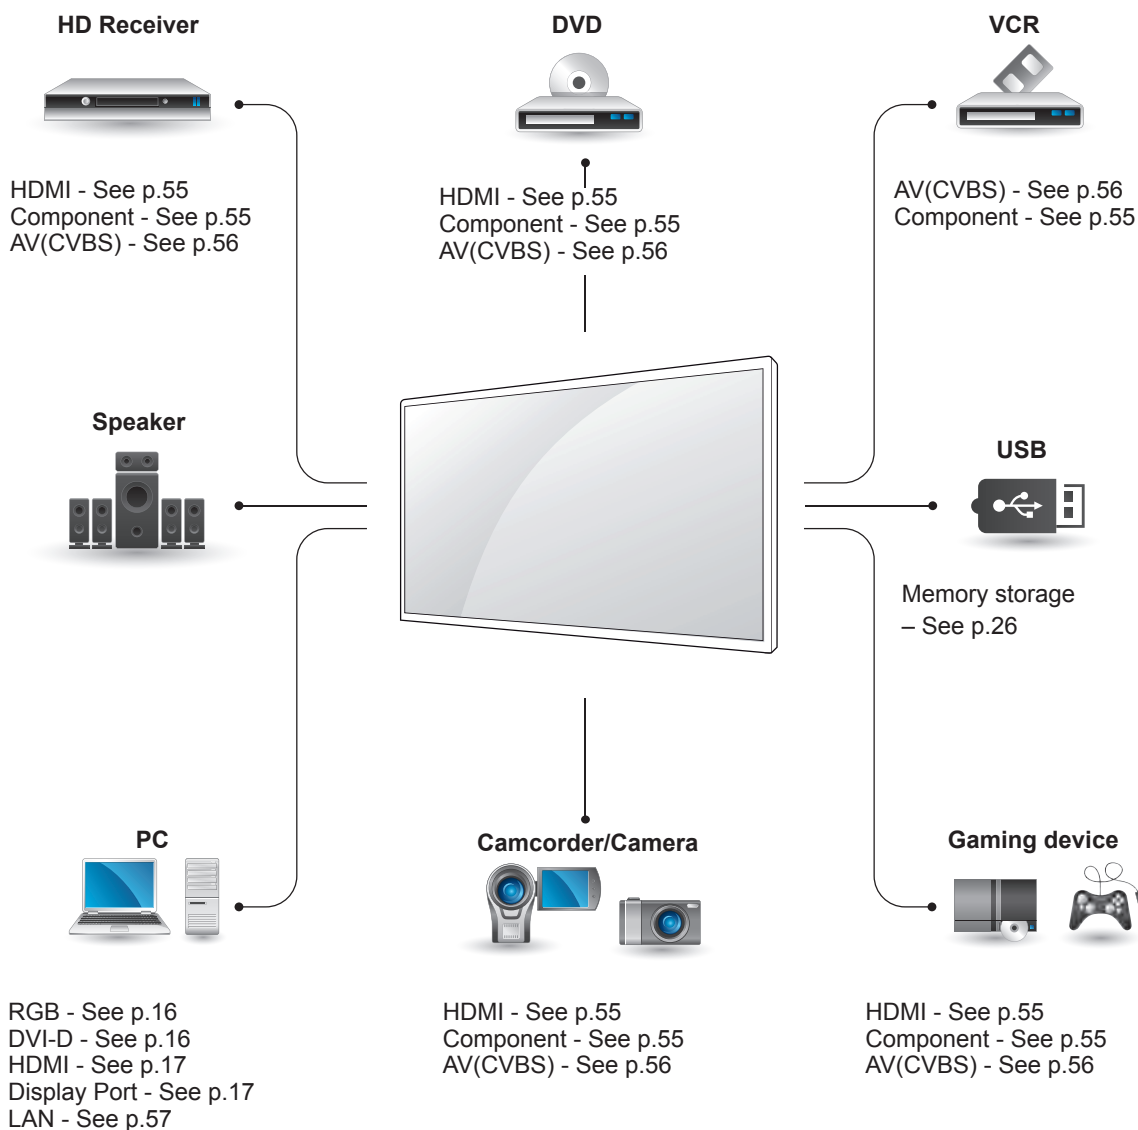 HD Receiver
HDMI - See p.55
Component - See p.55
AV(CVBS) - See p.56
DVD
HDMI - See p.55
Component - See p.55
AV(CVBS) - See p.56
VCR
AV(CVBS) - See p.56
Component - See p.55
Speaker
USB
Memory storage
– See p.26
PC
RGB - See p.16
DVI-D - See p.16
HDMI - See p.17
Display Port - See p.17
LAN - See p.57
Camcorder/Camera
HDMI - See p.55
Component - See p.55
AV(CVBS) - See p.56
Gaming device
HDMI - See p.55
Component - See p.55
AV(CVBS) - See p.56